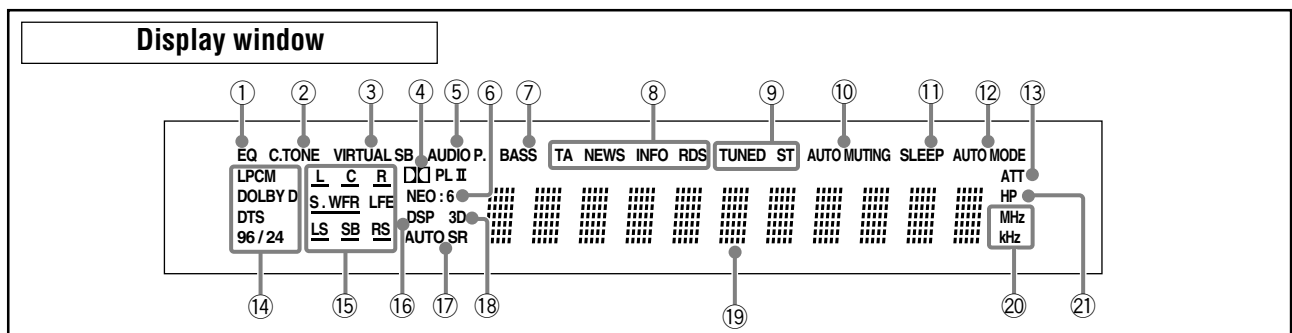 Display window
① ② ③ ④ ⑤ ⑥ ⑦ ⑧ ⑨ ⑩ ⑪ ⑫ ⑬
EQ C.TONE VIRTUAL SB AUDIO P. BASS TA NEWS INFO RDS TUNED ST AUTO MUTING SLEEP AUTO MODE
LPCM L C R PL II ATT
DOLBY D S.WFR LFE NEO : 6 HP
DTS LS SB RS DSP 3D MHz
96 / 24 AUTO SR kHz
⑭ ⑮ ⑯ ⑰ ⑱ ⑲ ⑳ ㉑